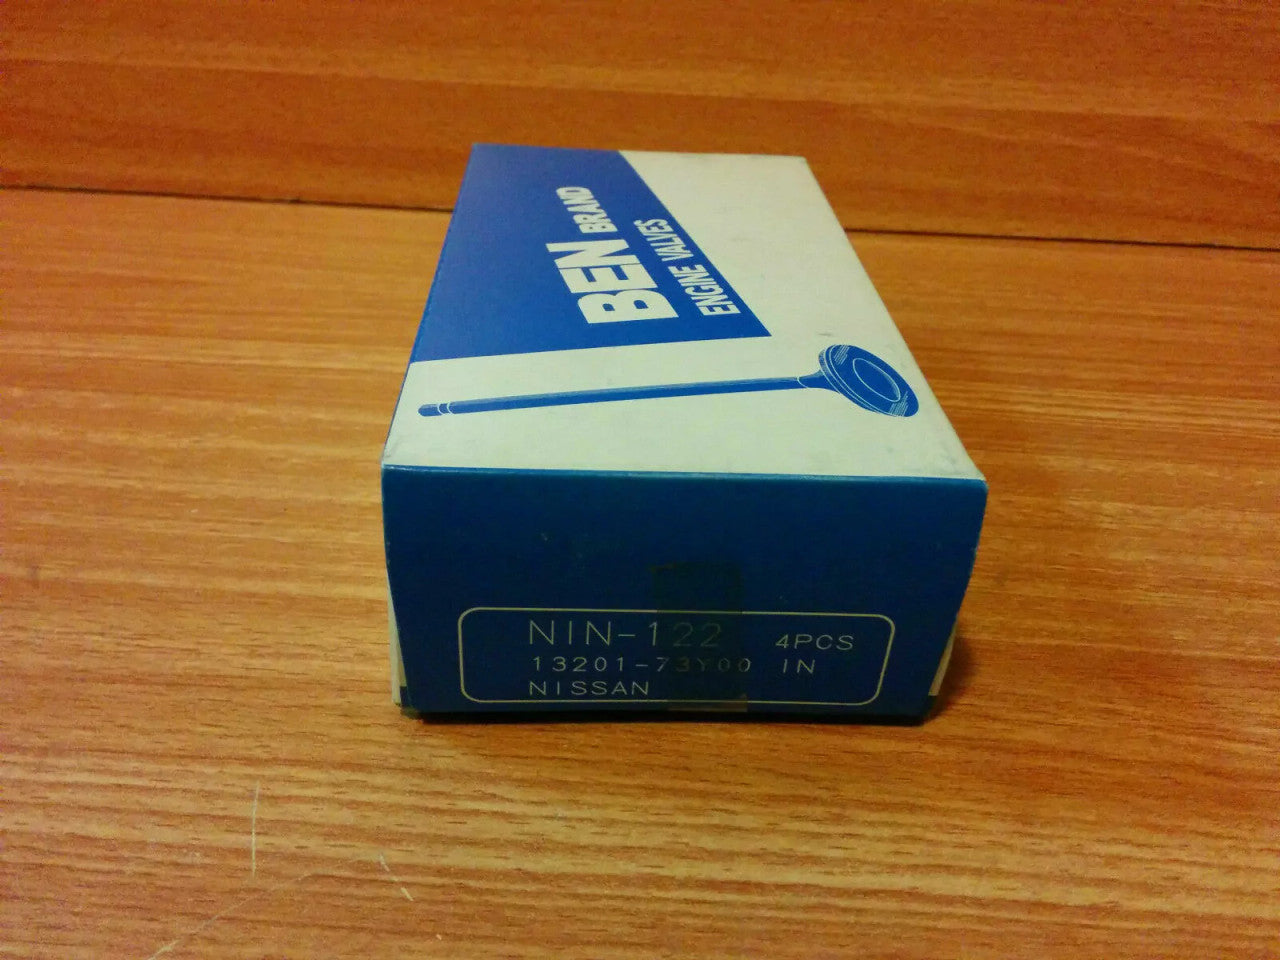 BEN BRAND
ENGINE VALVES
NIN-122 4PCS
13201-73Y00 IN
NISSAN